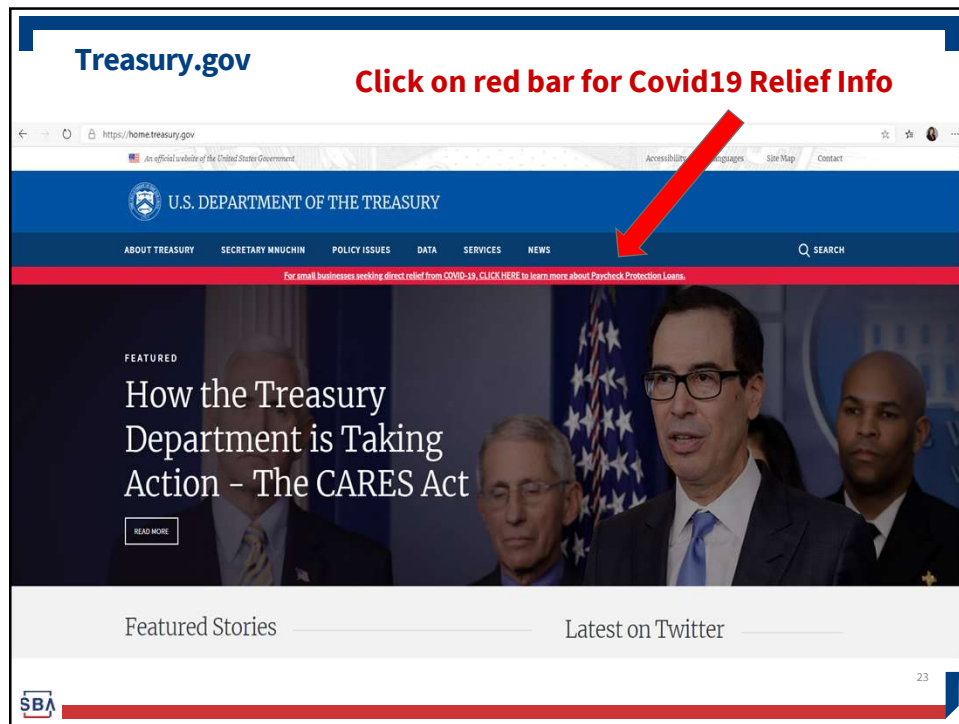 Treasury.gov
Click on red bar for Covid19 Relief Info
https://home.treasury.gov
An official website of the United States Government
Accessibility Languages Site Map Contact
U.S. DEPARTMENT OF THE TREASURY
ABOUT TREASURY SECRETARY MNUCHIN POLICY ISSUES DATA SERVICES NEWS SEARCH
For small businesses seeking direct relief from COVID-19, CLICK HERE to learn more about Paycheck Protection Loans.
FEATURED
How the Treasury
Department is Taking
Action – The CARES Act
READ MORE
Featured Stories
Latest on Twitter
23
SBA